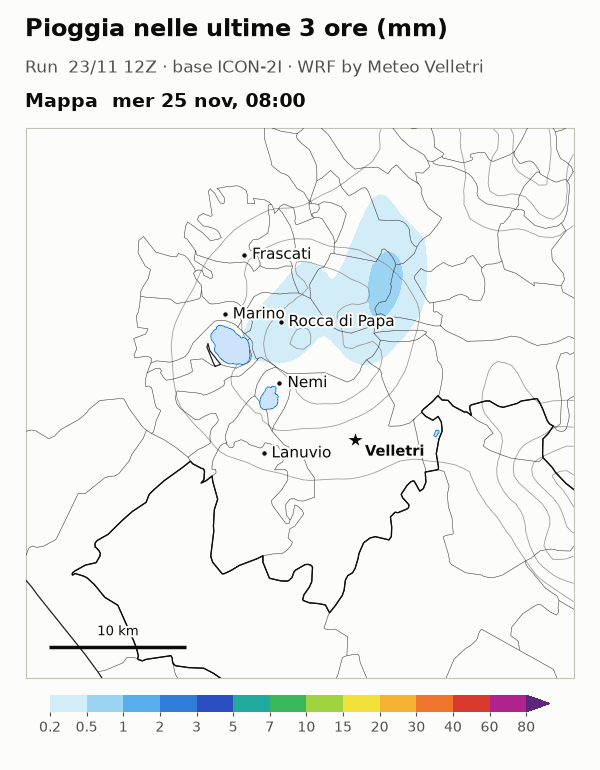 Pioggia nelle ultime 3 ore (mm)
Run  23/11 12Z · base ICON-2I · WRF by Meteo Velletri
Mappa  mer 25 nov, 08:00
Frascati
Marino
Rocca di Papa
Nemi
Velletri
Lanuvio
10 km
0.2 0.5 1 2 3 5 7 10 15 20 30 40 60 80